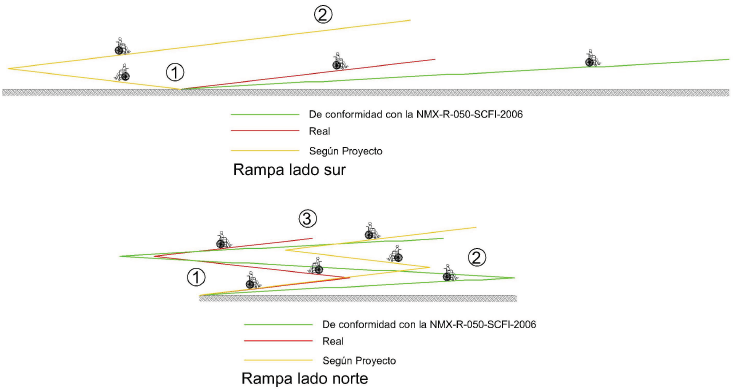 2
1
De conformidad con la NMX-R-050-SCFI-2006
Real
Según Proyecto
Rampa lado sur
3
2
1
De conformidad con la NMX-R-050-SCFI-2006
Real
Según Proyecto
Rampa lado norte